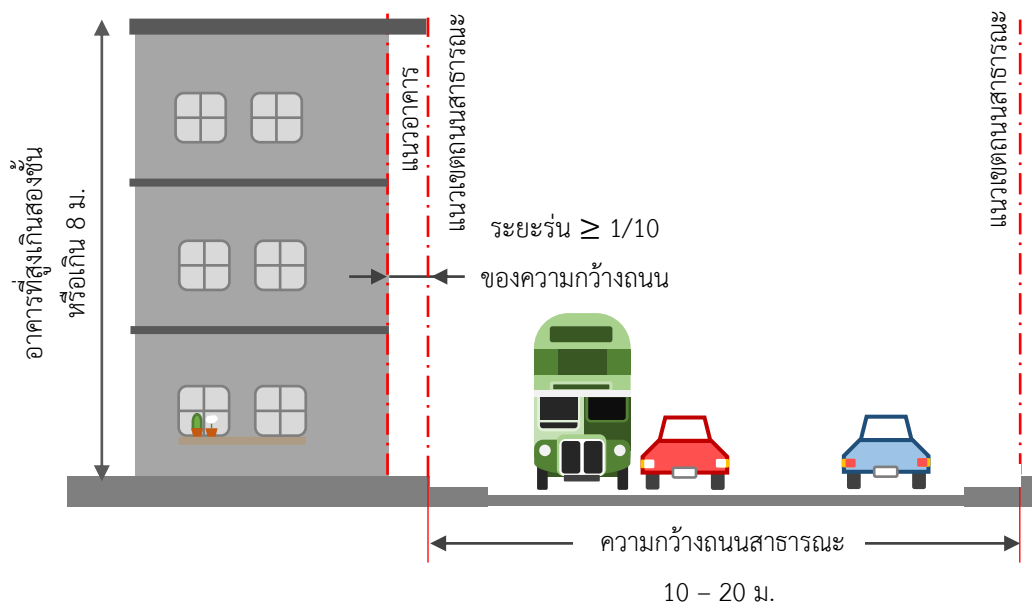 อาคารที่สูงเกินสองชั้น
หรือเกิน 8 ม.
แนวอาคาร
แนวเขตถนนสาธารณะ
แนวเขตถนนสาธารณะ
ระยะร่น ≥ 1/10
ของความกว้างถนน
ความกว้างถนนสาธารณะ
10 – 20 ม.